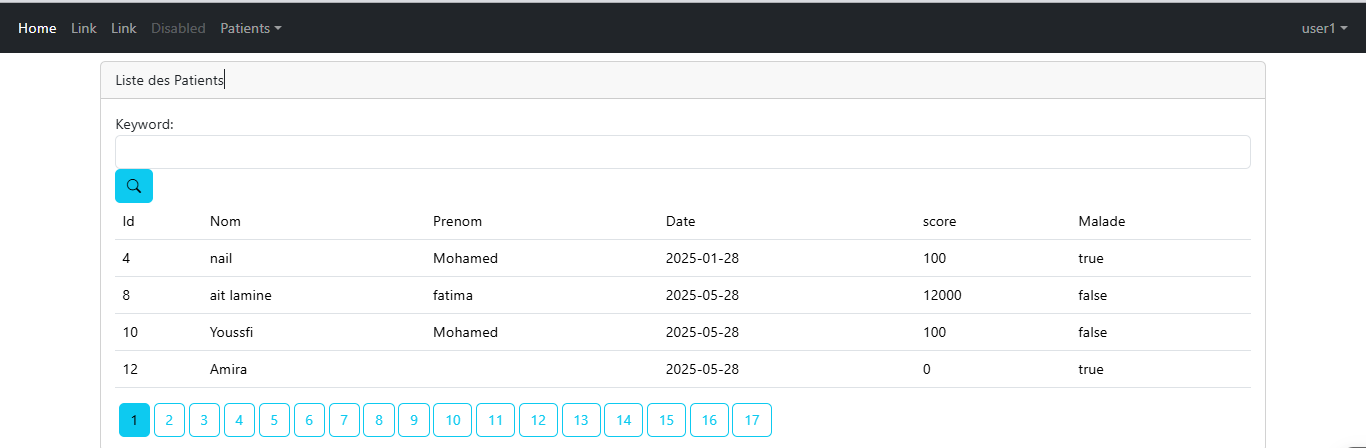 Home Link Link Disabled Patients user1
Liste des Patients
Keyword:
Id Nom Prenom Date score Malade
4 nail Mohamed 2025-01-28 100 true
8 ait lamine fatima 2025-05-28 12000 false
10 Youssfi Mohamed 2025-05-28 100 false
12 Amira 2025-05-28 0 true
1 2 3 4 5 6 7 8 9 10 11 12 13 14 15 16 17